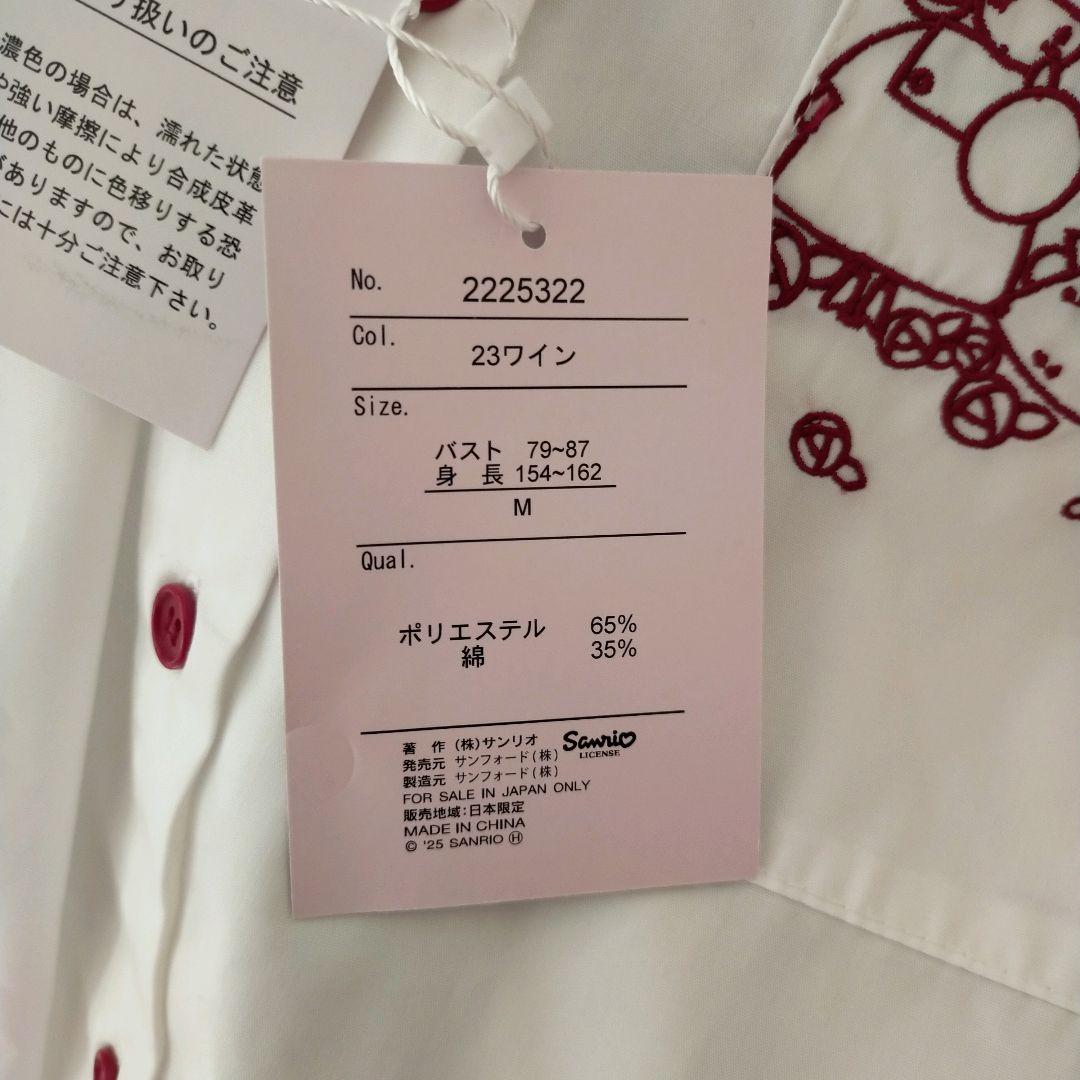 扱いのご注意
濃色の場合は、濡れた状態
や強い摩擦により合成皮革
他のものに色移りする恐
がありますので、お取り
には十分ご注意下さい。
No. 2225322
Col. 23ワイン
Size.
バスト 79~87
身 長 154~162
M
Qual.
ポリエステル 65%
綿 35%
著 作 (株)サンリオ
Sanrio
LICENSE
発売元 サンフォード(株)
製造元 サンフォード(株)
FOR SALE IN JAPAN ONLY
販売地域:日本限定
MADE IN CHINA
© '25 SANRIO Ⓗ